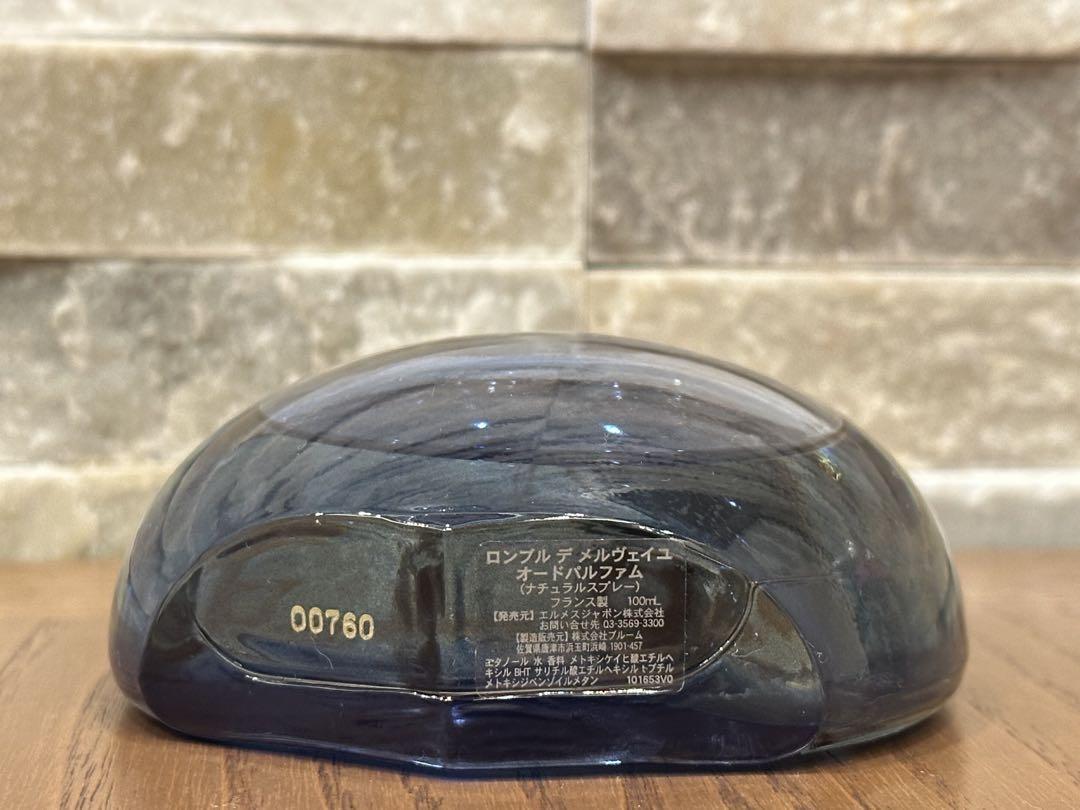 00760
ロンブル デ メルヴェイユ
オードパルファム
(ナチュラルスプレー)
フランス製 100mL
【発売元】エルメスジャポン株式会社
お問い合せ先 03-3569-3300
【製造販売元】株式会社ブルーム
佐賀県唐津市浜玉町浜崎 1901-457
エタノール 水 香料 メトキシケイヒ酸エチルヘ
キシル BHT サリチル酸エチルヘキシル t-ブチル
メトキシジベンゾイルメタン 101653V0